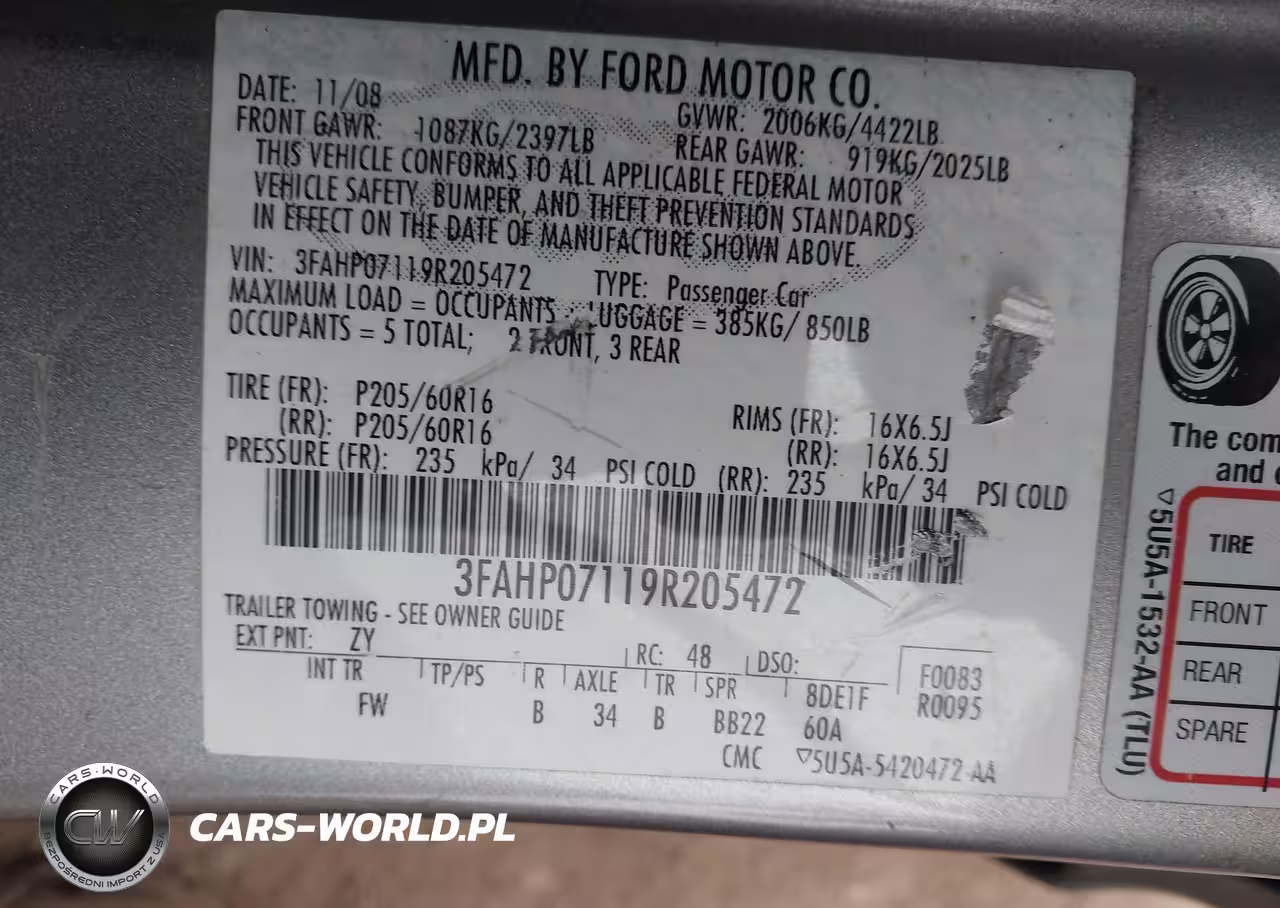 MFD. BY FORD MOTOR CO.
DATE: 11/08 GVWR: 2006KG/4422LB
FRONT GAWR: 1087KG/2397LB REAR GAWR: 919KG/2025LB
THIS VEHICLE CONFORMS TO ALL APPLICABLE FEDERAL MOTOR
VEHICLE SAFETY, BUMPER, AND THEFT PREVENTION STANDARDS
IN EFFECT ON THE DATE OF MANUFACTURE SHOWN ABOVE.
VIN: 3FAHP07119R205472 TYPE: Passenger Car
MAXIMUM LOAD = OCCUPANTS + LUGGAGE = 385KG/ 850LB
OCCUPANTS = 5 TOTAL; 2 FRONT, 3 REAR
TIRE (FR): P205/60R16 RIMS (FR): 16X6.5J
(RR): P205/60R16 (RR): 16X6.5J
PRESSURE (FR): 235 kPa/ 34 PSI COLD (RR): 235 kPa/ 34 PSI COLD
3FAHP07119R205472
TRAILER TOWING - SEE OWNER GUIDE
EXT PNT: ZY RC: 48 DSO: F0083
INT TR TP/PS R AXLE TR SPR 8DE1F R0095
FW B 34 B BB22 60A
CMC ▽5U5A-5420472-AA
The com
and
▽5U5A-1532-AA (TLU)
TIRE
FRONT
REAR
SPARE
CARS-WORLD
CW
BEZPOŚREDNI IMPORT Z USA
CARS-WORLD.PL